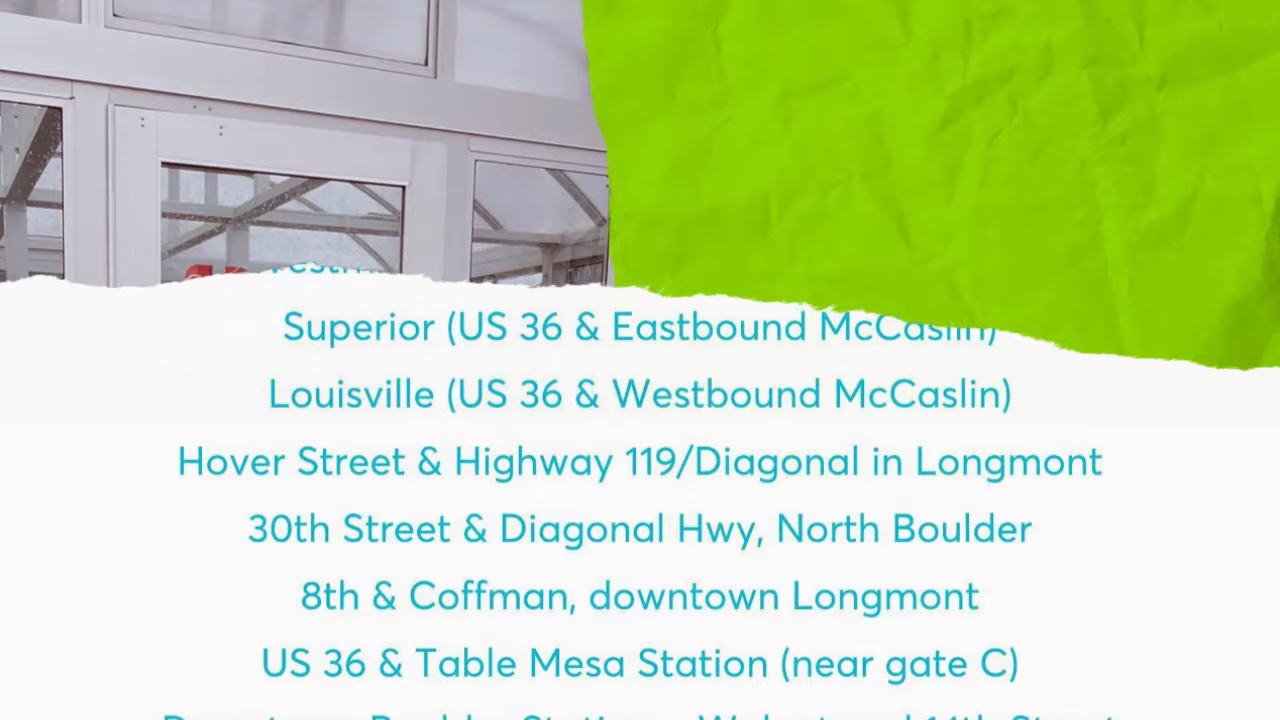 Superior (US 36 & Eastbound McCaslin)
Louisville (US 36 & Westbound McCaslin)
Hover Street & Highway 119/Diagonal in Longmont
30th Street & Diagonal Hwy, North Boulder
8th & Coffman, downtown Longmont
US 36 & Table Mesa Station (near gate C)